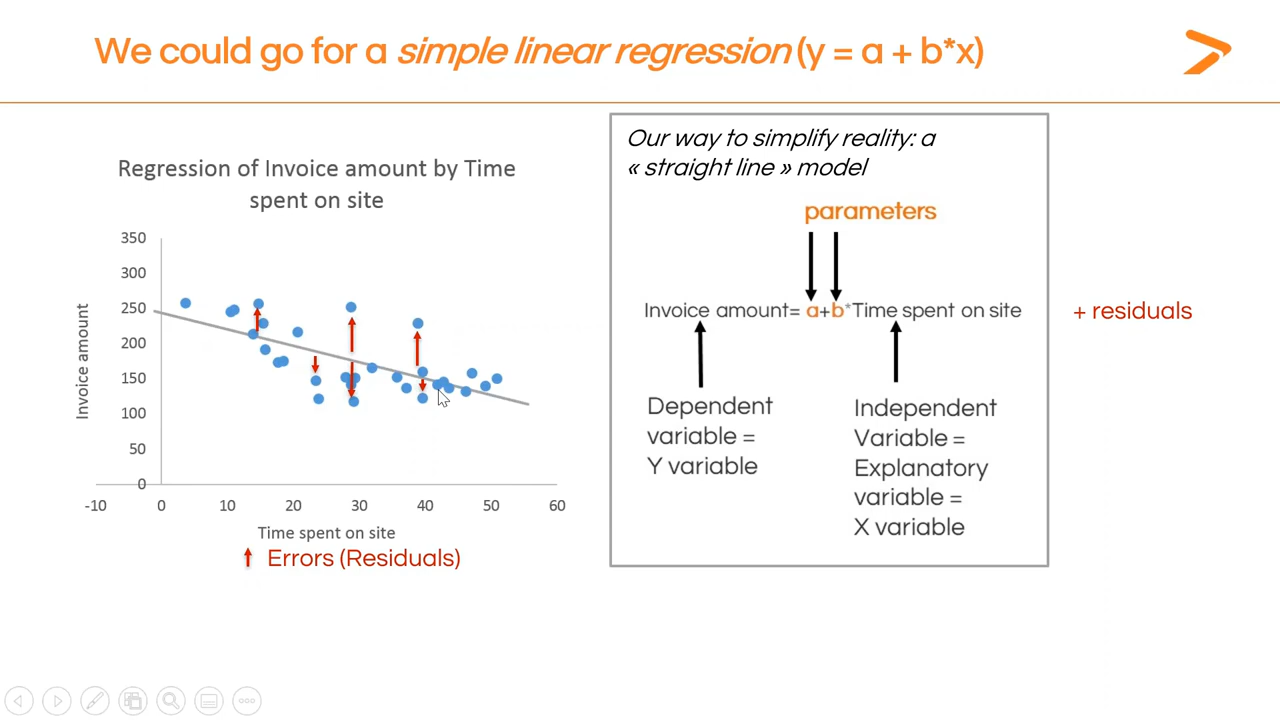 We could go for a simple linear regression (y = a + b*x)
Regression of Invoice amount by Time
spent on site
350
300
250
200
150
100
50
0
-10 0 10 20 30 40 50 60
Invoice amount
Time spent on site
Errors (Residuals)
Our way to simplify reality: a
« straight line » model
parameters
Invoice amount= a+b*Time spent on site
+ residuals
Dependent
variable =
Y variable
Independent
Variable =
Explanatory
variable =
X variable